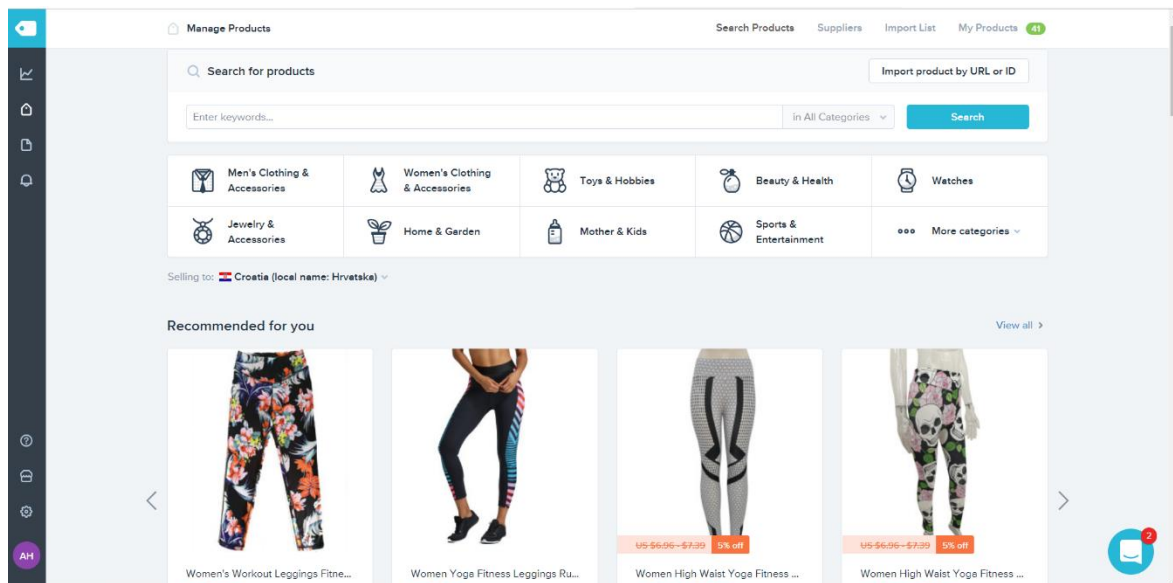 Manage Products
Search Products Suppliers Import List My Products 41
Search for products
Import product by URL or ID
Enter keywords...
in All Categories
Search
Men's Clothing &
Accessories
Women's Clothing
& Accessories
Toys & Hobbies
Beauty & Health
Watches
Jewelry &
Accessories
Home & Garden
Mother & Kids
Sports &
Entertainment
More categories
Selling to: Croatia (local name: Hrvatska)
Recommended for you
View all
US $6.96 - $7.39 5% off
US $6.96 - $7.39 5% off
2
AH
Women's Workout Leggings Fitne...
Women Yoga Fitness Leggings Ru...
Women High Waist Yoga Fitness ...
Women High Waist Yoga Fitness ...